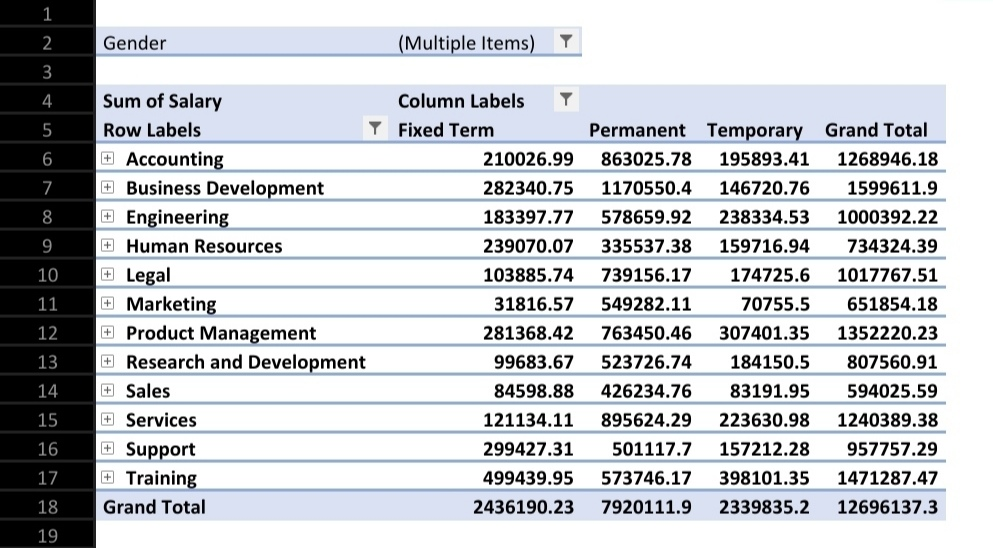 1
2 Gender (Multiple Items)
3
4 Sum of Salary Column Labels
5 Row Labels Fixed Term Permanent Temporary Grand Total
6 Accounting 210026.99 863025.78 195893.41 1268946.18
7 Business Development 282340.75 1170550.4 146720.76 1599611.9
8 Engineering 183397.77 578659.92 238334.53 1000392.22
9 Human Resources 239070.07 335537.38 159716.94 734324.39
10 Legal 103885.74 739156.17 174725.6 1017767.51
11 Marketing 31816.57 549282.11 70755.5 651854.18
12 Product Management 281368.42 763450.46 307401.35 1352220.23
13 Research and Development 99683.67 523726.74 184150.5 807560.91
14 Sales 84598.88 426234.76 83191.95 594025.59
15 Services 121134.11 895624.29 223630.98 1240389.38
16 Support 299427.31 501117.7 157212.28 957757.29
17 Training 499439.95 573746.17 398101.35 1471287.47
18 Grand Total 2436190.23 7920111.9 2339835.2 12696137.3
19